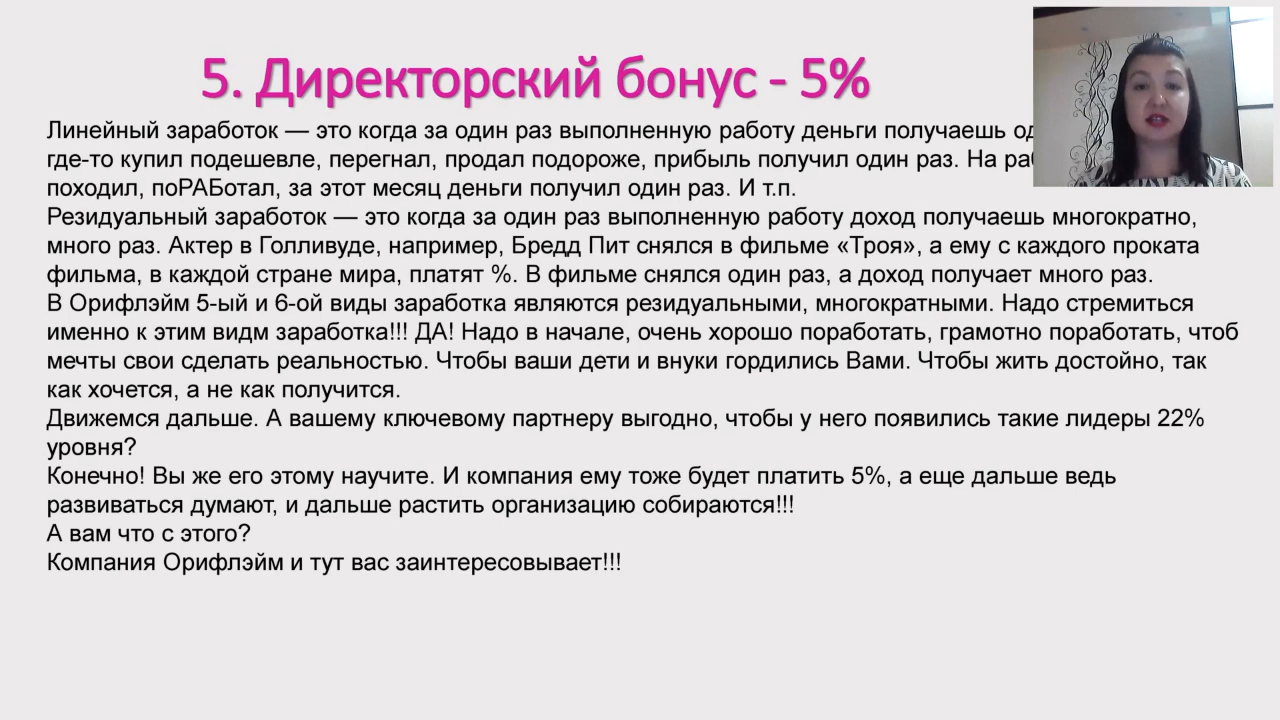 5. Директорский бонус - 5%
Линейный заработок — это когда за один раз выполненную работу деньги получаешь
где-то купил подешевле, перегнал, продал подороже, прибыль получил один раз. На
походил, поРАБотал, за этот месяц деньги получил один раз. И т.п.
Резидуальный заработок — это когда за один раз выполненную работу доход получаешь многократно,
много раз. Актер в Голливуде, например, Бредд Пит снялся в фильме «Троя», а ему с каждого проката
фильма, в каждой стране мира, платят %. В фильме снялся один раз, а доход получает много раз.
В Орифлэйм 5-ый и 6-ой виды заработка являются резидуальными, многократными. Надо стремиться
именно к этим видм заработка!!! ДА! Надо в начале, очень хорошо поработать, грамотно поработать, чтоб
мечты свои сделать реальностью. Чтобы ваши дети и внуки гордились Вами. Чтобы жить достойно, так
как хочется, а не как получится.
Движемся дальше. А вашему ключевому партнеру выгодно, чтобы у него появились такие лидеры 22%
уровня?
Конечно! Вы же его этому научите. И компания ему тоже будет платить 5%, а еще дальше ведь
развиваться думают, и дальше растить организацию собираются!!!
А вам что с этого?
Компания Орифлэйм и тут вас заинтересовывает!!!